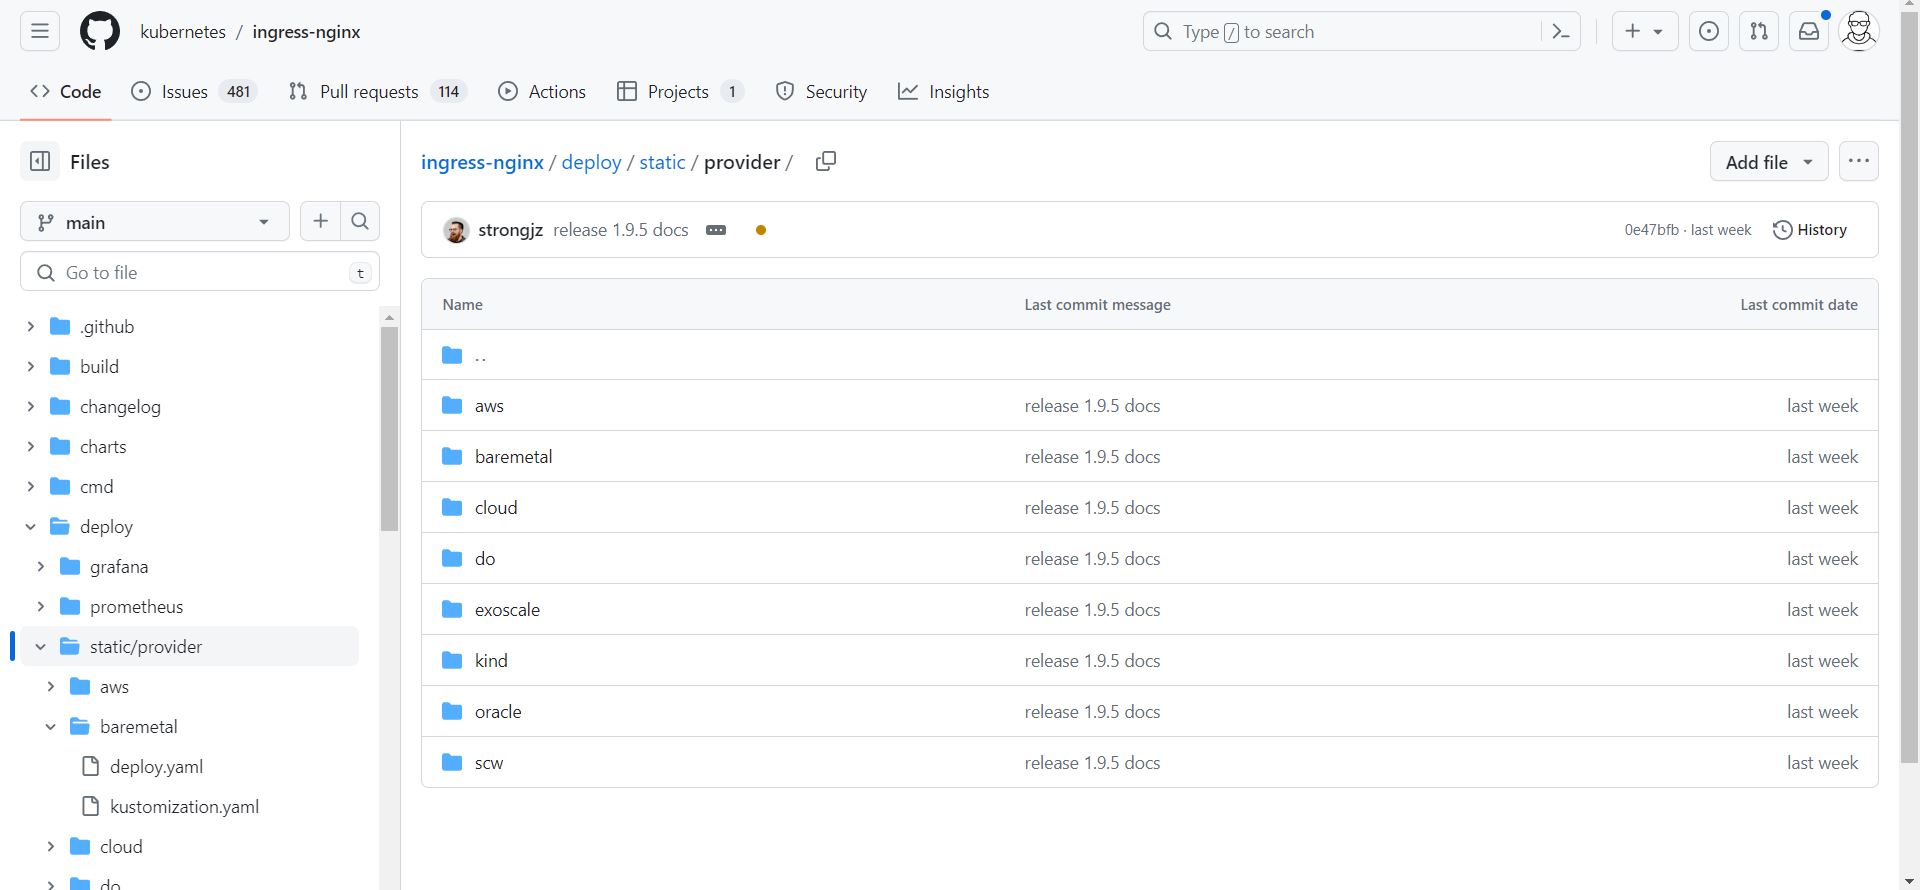 kubernetes / ingress-nginx
Type / to search
Code
Issues 481
Pull requests 114
Actions
Projects 1
Security
Insights
Files
main
Go to file t
.github
build
changelog
charts
cmd
deploy
grafana
prometheus
static/provider
aws
baremetal
deploy.yaml
kustomization.yaml
cloud
do
ingress-nginx / deploy / static / provider /
Add file
strongjz release 1.9.5 docs 0e47bfb · last week History
Name Last commit message Last commit date
..
aws release 1.9.5 docs last week
baremetal release 1.9.5 docs last week
cloud release 1.9.5 docs last week
do release 1.9.5 docs last week
exoscale release 1.9.5 docs last week
kind release 1.9.5 docs last week
oracle release 1.9.5 docs last week
scw release 1.9.5 docs last week